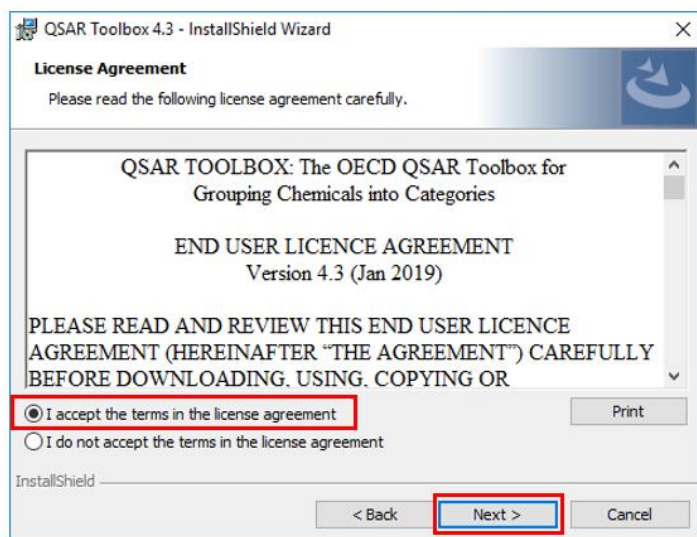 QSAR Toolbox 4.3 - InstallShield Wizard
License Agreement
Please read the following license agreement carefully.
QSAR TOOLBOX: The OECD QSAR Toolbox for
Grouping Chemicals into Categories
END USER LICENCE AGREEMENT
Version 4.3 (Jan 2019)
PLEASE READ AND REVIEW THIS END USER LICENCE
AGREEMENT (HEREINAFTER “THE AGREEMENT”) CAREFULLY
BEFORE DOWNLOADING, USING, COPYING OR
I accept the terms in the license agreement
Print
I do not accept the terms in the license agreement
InstallShield
< Back
Next >
Cancel